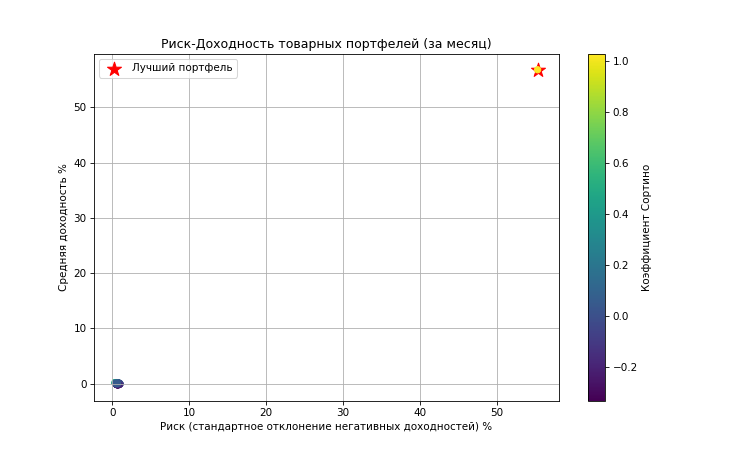 Риск-Доходность товарных портфелей (за месяц)
Лучший портфель
50
40
30
20
10
0
Средняя доходность %
0 10 20 30 40 50
Риск (стандартное отклонение негативных доходностей) %
1.0
0.8
0.6
0.4
0.2
0.0
−0.2
Коэффициент Сортино